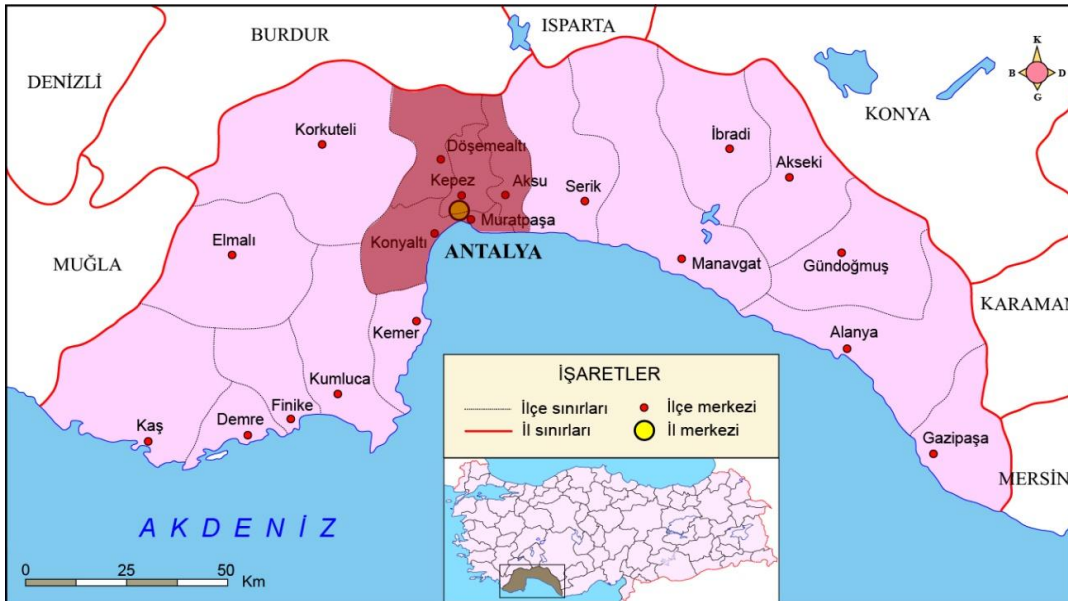 BURDUR
ISPARTA
DENİZLİ
KONYA
K
B D
G
Korkuteli
Döşemealtı
İbradi
Akseki
Kepez
Aksu
Serik
Muratpaşa
Konyaltı
ANTALYA
Elmalı
MUĞLA
Manavgat
Gündoğmuş
KARAMAN
Kemer
Alanya
Kumluca
Finike
Demre
Kaş
Gazipaşa
MERSİN
İŞARETLER
İlçe sınırları
İlçe merkezi
İl sınırları
İl merkezi
AKDENİZ
0 25 50
Km